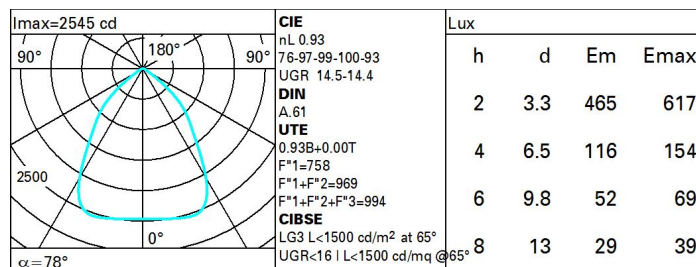 Imax=2545 cd
90° 180° 90°
2500
0°
α=78°
CIE
nL 0.93
76-97-99-100-93
UGR 14.5-14.4
DIN
A.61
UTE
0.93B+0.00T
F"1=758
F"1+F"2=969
F"1+F"2+F"3=994
CIBSE
LG3 L<1500 cd/m² at 65°
UGR<16 | L<1500 cd/mq @65°
Lux
h d Em Emax
2 3.3 465 617
4 6.5 116 154
6 9.8 52 69
8 13 29 39